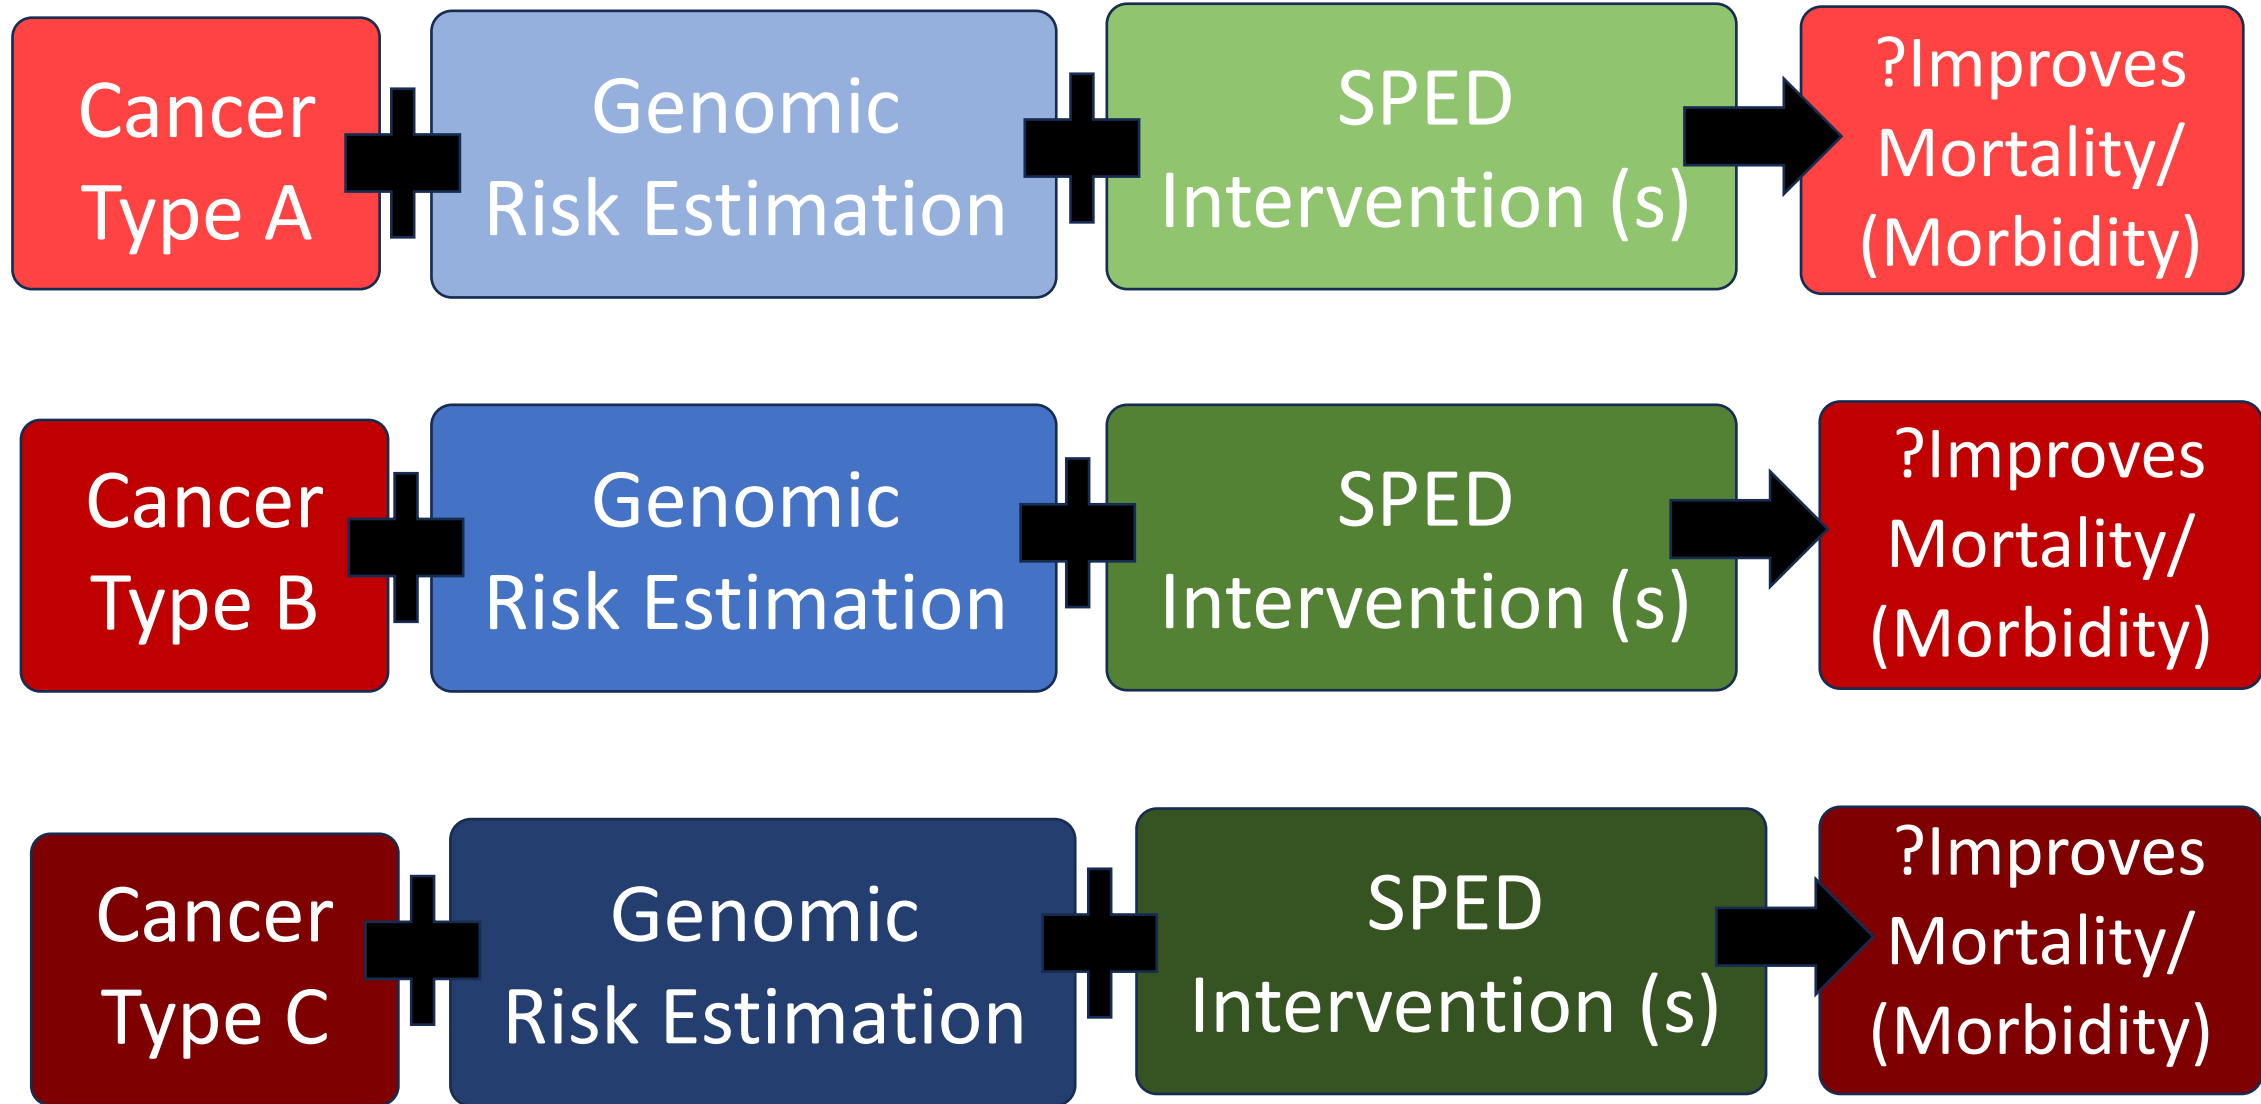 Cancer
Type A
Genomic
Risk Estimation
SPED
Intervention (s)
?Improves
Mortality/
(Morbidity)
Cancer
Type B
Genomic
Risk Estimation
SPED
Intervention (s)
?Improves
Mortality/
(Morbidity)
Cancer
Type C
Genomic
Risk Estimation
SPED
Intervention (s)
?Improves
Mortality/
(Morbidity)